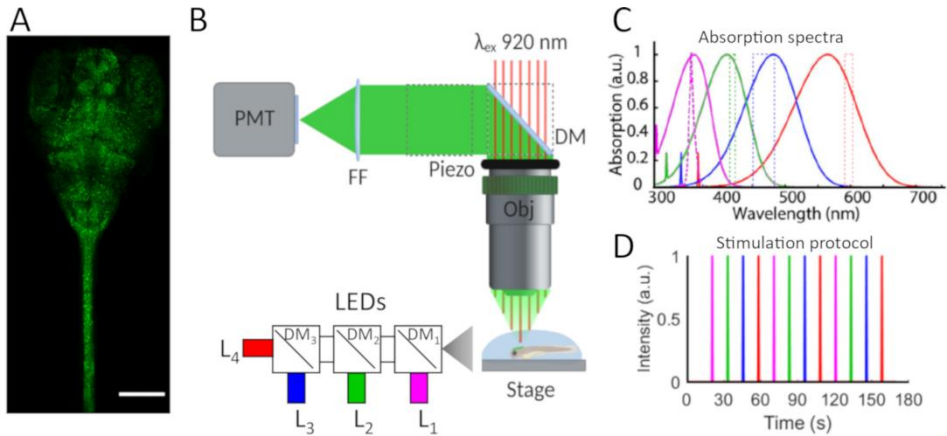 A
B
λex 920 nm
PMT
FF
Piezo
DM
Obj
LEDs
DM3
DM2
DM1
L4
L3
L2
L1
Stage
C
Absorption spectra
Absorption (a.u.)
1
0.8
0.6
0.4
0.2
0
300 400 500 600 700
Wavelength (nm)
D
Stimulation protocol
Intensity (a.u.)
1
0.5
0
0 30 60 90 120 150 180
Time (s)